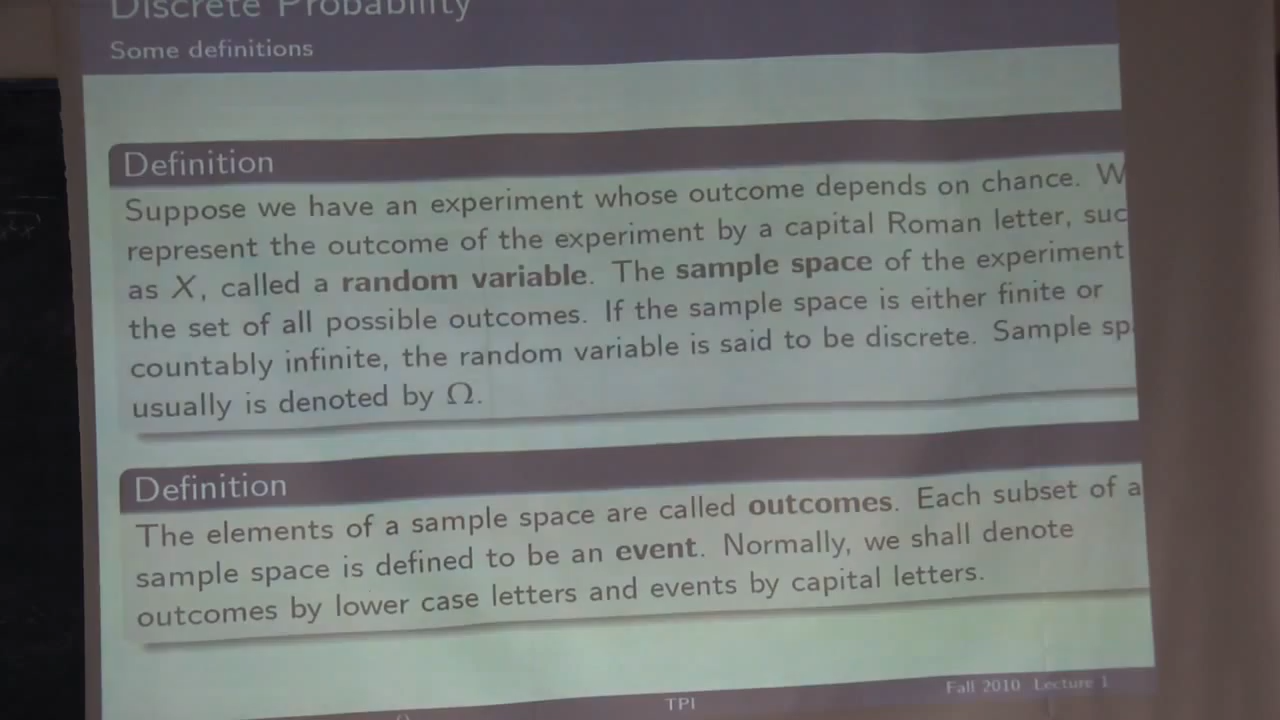 Discrete Probability
Some definitions
Definition
Suppose we have an experiment whose outcome depends on chance. W
represent the outcome of the experiment by a capital Roman letter, suc
as X, called a random variable. The sample space of the experiment
the set of all possible outcomes. If the sample space is either finite or
countably infinite, the random variable is said to be discrete. Sample sp
usually is denoted by Ω.
Definition
The elements of a sample space are called outcomes. Each subset of a
sample space is defined to be an event. Normally, we shall denote
outcomes by lower case letters and events by capital letters.
TPI
Fall 2010 Lecture 1